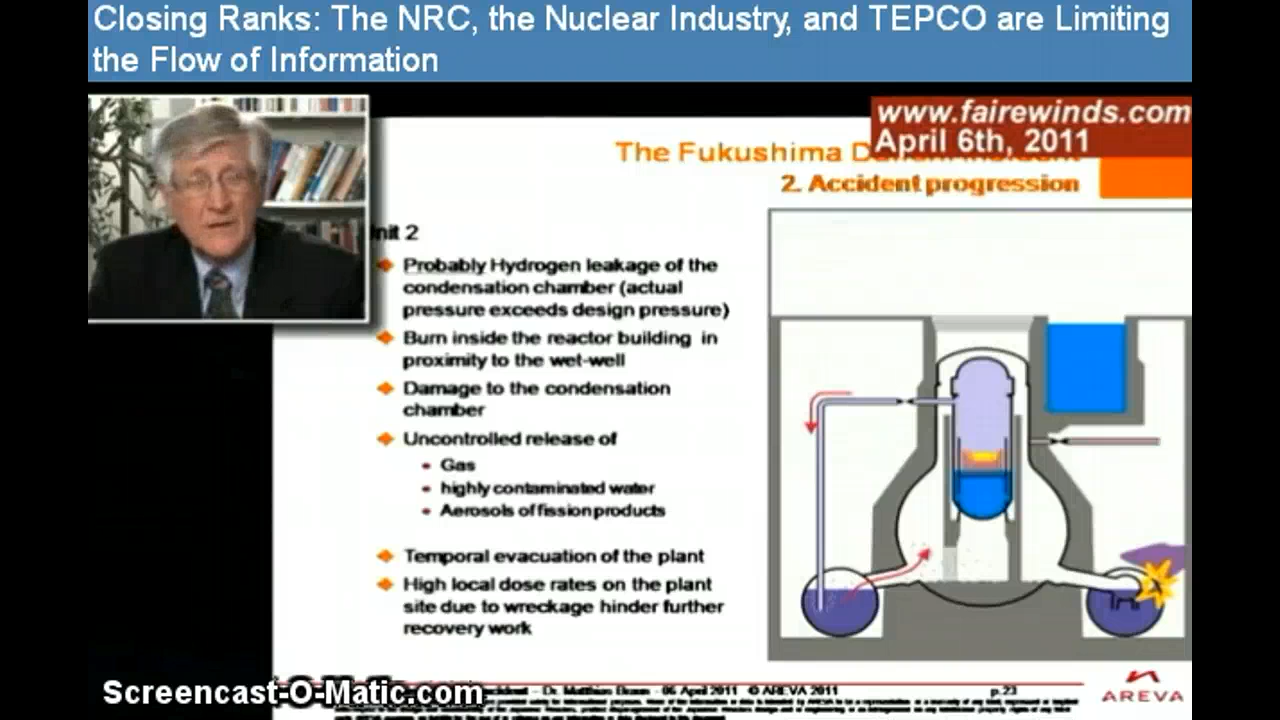 Closing Ranks: The NRC, the Nuclear Industry, and TEPCO are Limiting
the Flow of Information
www.fairewinds.com
April 6th, 2011
The Fukushima
2. Accident progression
nit 2
Probably Hydrogen leakage of the
condensation chamber (actual
pressure exceeds design pressure)
Burn inside the reactor building in
proximity to the wet-well
Damage to the condensation
chamber
Uncontrolled release of
Gas
highly contaminated water
Aerosols of fission products
Temporal evacuation of the plant
High local dose rates on the plant
site due to wreckage hinder further
recovery work
Screencast-O-Matic.com
- Dr. Matthias Braun - 06 April 2011 © AREVA 2011
p.23
AREVA